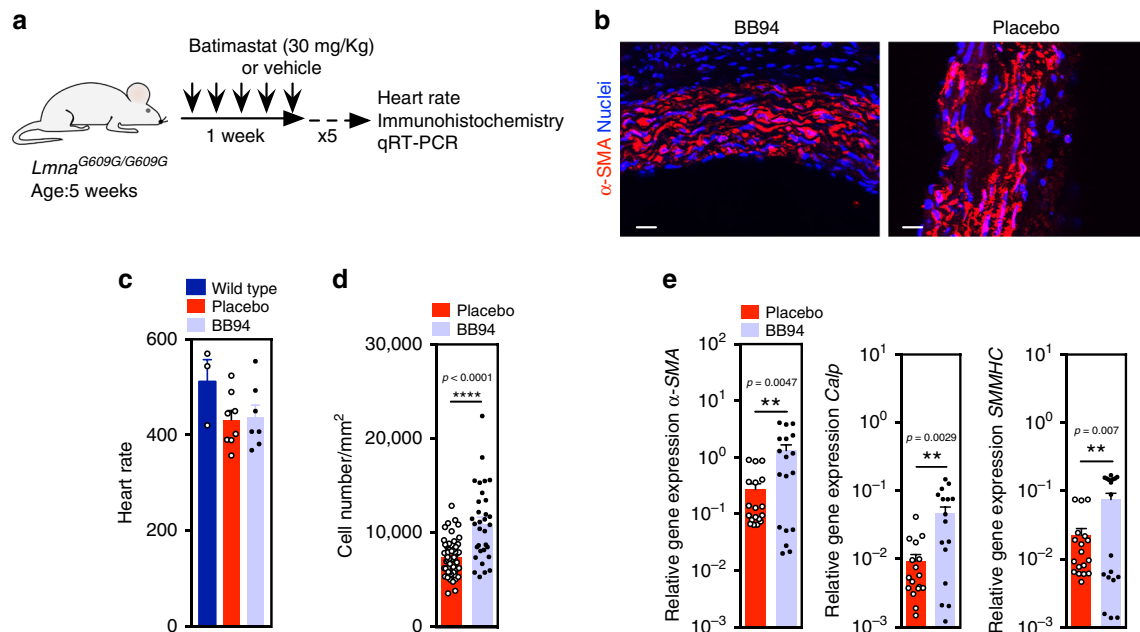 a
Batimastat (30 mg/Kg)
or vehicle
1 week
x5
Heart rate
Immunohistochemistry
qRT-PCR
Lmna^G609G/G609G
Age:5 weeks
b
BB94
Placebo
α-SMA Nuclei
c
Wild type
Placebo
BB94
Heart rate
600
400
200
0
d
Placebo
BB94
Cell number/mm²
30,000
20,000
10,000
0
p < 0.0001
****
e
Placebo
BB94
Relative gene expression α-SMA
10²
10¹
10⁰
10⁻¹
10⁻²
10⁻³
p = 0.0047
**
Relative gene expression Calp
10¹
10⁰
10⁻¹
10⁻²
10⁻³
p = 0.0029
**
Relative gene expression SMMHC
10¹
10⁰
10⁻¹
10⁻²
10⁻³
p = 0.007
**